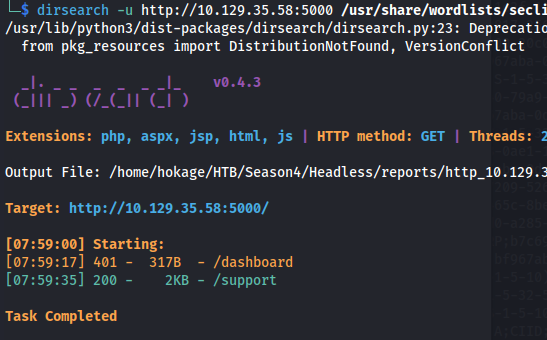 $ dirsearch -u http://10.129.35.58:5000 /usr/share/wordlists/secli
/usr/lib/python3/dist-packages/dirsearch/dirsearch.py:23: Deprecatio
from pkg_resources import DistributionNotFound, VersionConflict
_|. _ _  _  _  _ _|_    v0.4.3
(_||| _) (/_(_|| (_| )
Extensions: php, aspx, jsp, html, js | HTTP method: GET | Threads: 2
Output File: /home/hokage/HTB/Season4/Headless/reports/http_10.129.3
Target: http://10.129.35.58:5000/
[07:59:00] Starting:
[07:59:17] 401 -  317B  - /dashboard
[07:59:35] 200 -    2KB - /support
Task Completed